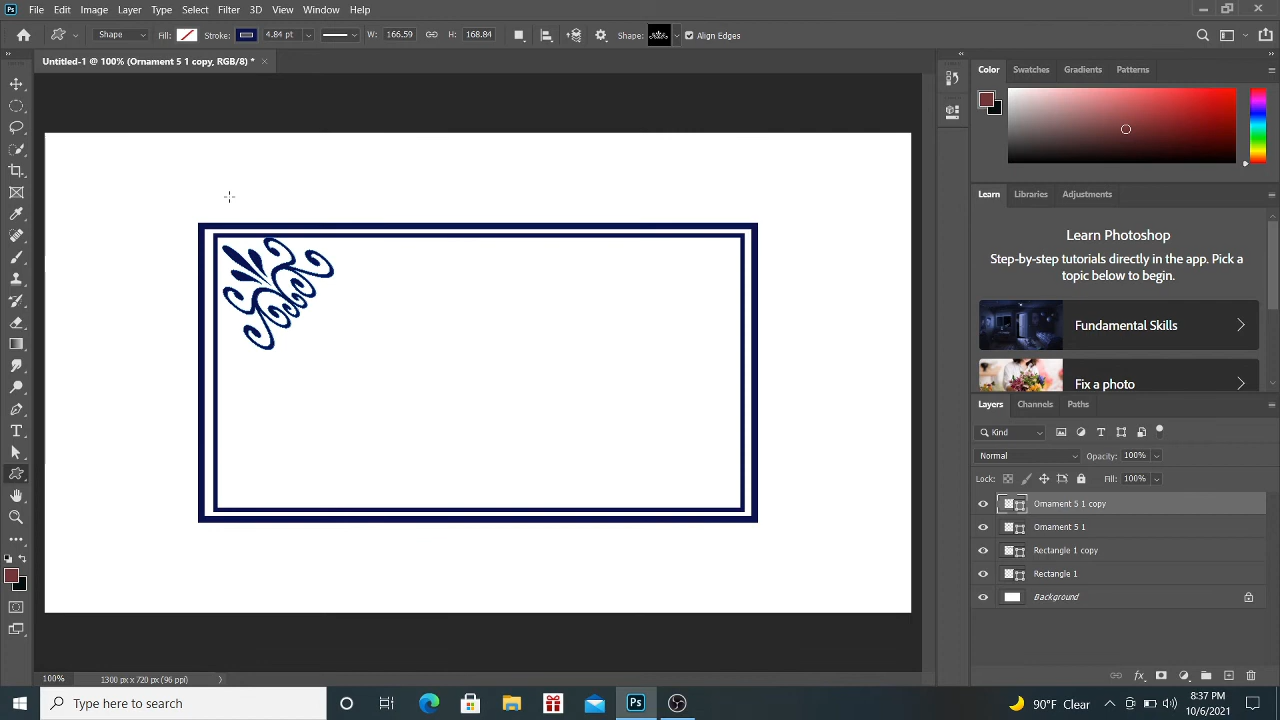 Ps File Edit Image Layer Type Select Filter 3D View Window Help
Shape Fill: Stroke: 4.84 pt W: 166.59 H: 168.84 Shape: Align Edges
Untitled-1 @ 100% (Ornament 5 1 copy, RGB/8) *
Color Swatches Gradients Patterns
Learn Libraries Adjustments
Learn Photoshop
Step-by-step tutorials directly in the app. Pick a
topic below to begin.
Fundamental Skills
Fix a photo
Layers Channels Paths
Kind
Normal Opacity: 100%
Lock: Fill: 100%
Ornament 5 1 copy
Ornament 5 1
Rectangle 1 copy
Rectangle 1
Background
100% 1300 px x 720 px (96 ppi)
Type here to search
Ps
90°F Clear
8:37 PM
10/6/2021